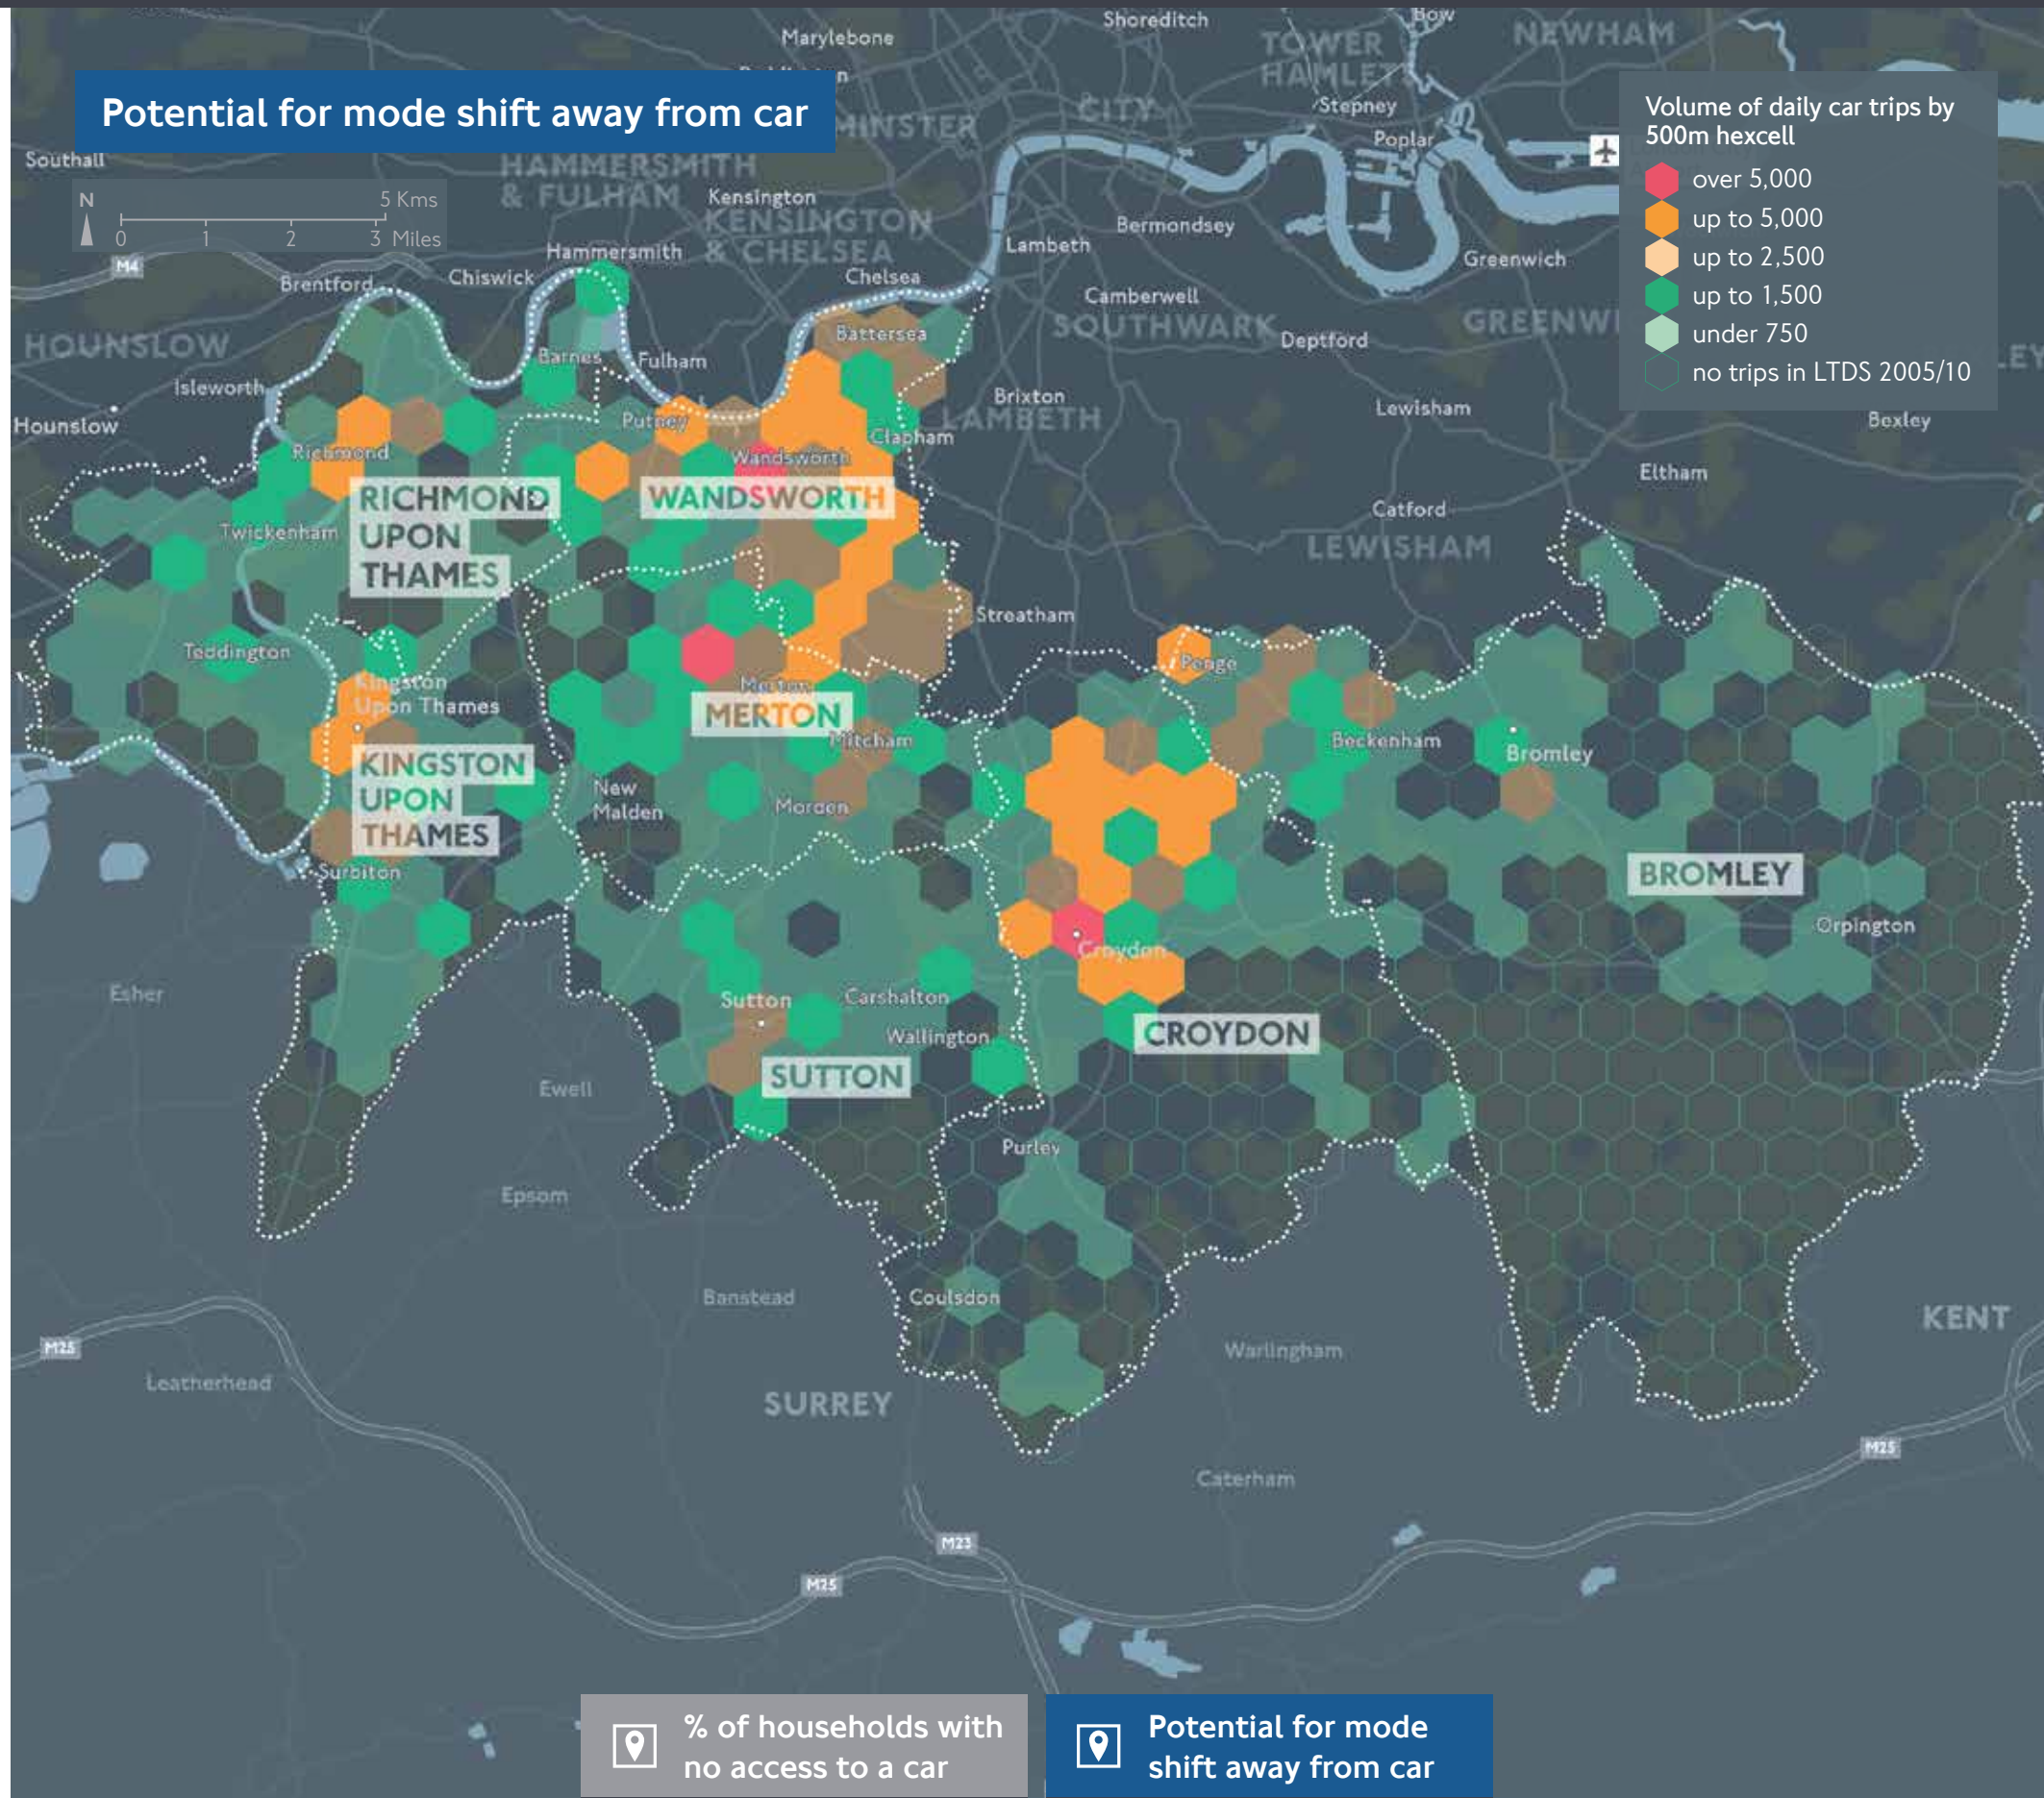 Shoreditch
Bow
Marylebone
TOWER
HAMLET
NEWHAM
Potential for mode shift away from car
MINSTER
CITY
Stepney
Poplar
Southall
HAMMERSMITH
& FULHAM
Kensington
KENSINGTON
& CHELSEA
Bermondsey
Lambeth
Greenwich
Volume of daily car trips by
500m hexcell
over 5,000
up to 5,000
up to 2,500
up to 1,500
under 750
no trips in LTDS 2005/10
N
5 Kms
0 1 2 3 Miles
M4
Hammersmith
Brentford
Chiswick
Chelsea
Camberwell
SOUTHWARK
Deptford
GREENWI
HOUNSLOW
Battersea
Barnes
Fulham
Isleworth
Brixton
LAMBETH
Lewisham
Bexley
Hounslow
Putney
Clapham
Richmond
Wandsworth
Eltham
RICHMOND
UPON
THAMES
WANDSWORTH
Catford
LEWISHAM
Twickenham
Streatham
Teddington
Penge
Kingston
Upon Thames
Merton
MERTON
Mitcham
Beckenham
Bromley
KINGSTON
UPON
THAMES
New
Malden
Morden
Surbiton
BROMLEY
Orpington
Croydon
Esher
Sutton
Carshalton
Wallington
CROYDON
SUTTON
Ewell
Purley
Epsom
Banstead
Coulsdon
KENT
M25
Warlingham
Leatherhead
SURREY
M25
Caterham
M23
M25
% of households with
no access to a car
Potential for mode
shift away from car